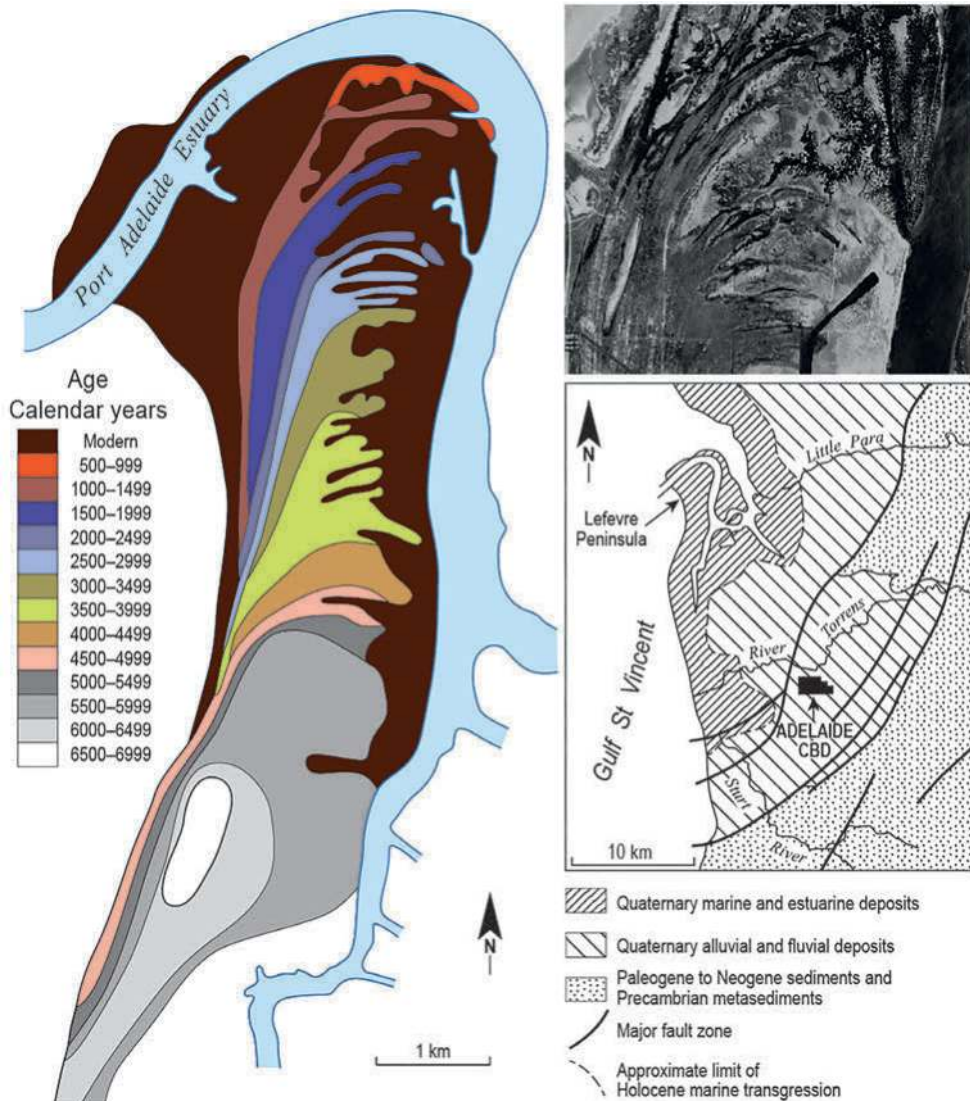 Port Adelaide Estuary
Age
Calendar years
Modern
500–999
1000–1499
1500–1999
2000–2499
2500–2999
3000–3499
3500–3999
4000–4499
4500–4999
5000–5499
5500–5999
6000–6499
6500–6999
N
1 km
N
Little Para
Lefevre
Peninsula
River Torrens
Gulf St Vincent
ADELAIDE
CBD
Sturt
River
10 km
Quaternary marine and estuarine deposits
Quaternary alluvial and fluvial deposits
Paleogene to Neogene sediments and
Precambrian metasediments
Major fault zone
Approximate limit of
Holocene marine transgression